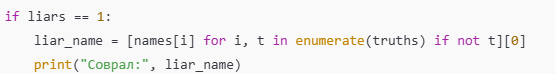 if liars == 1:
    liar_name = [names[i] for i, t in enumerate(truths) if not t][0]
    print("Соврал:", liar_name)